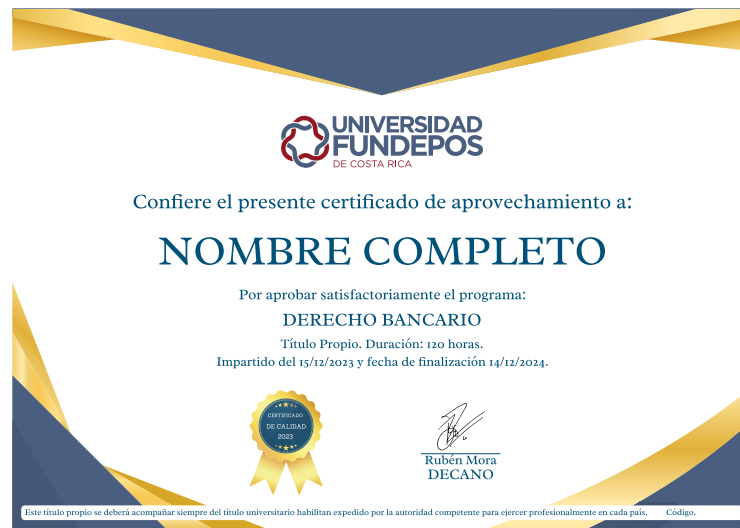 UNIVERSIDAD
FUNDEPOS
DE COSTA RICA
Confiere el presente certificado de aprovechamiento a:
NOMBRE COMPLETO
Por aprobar satisfactoriamente el programa:
DERECHO BANCARIO
Título Propio. Duración: 120 horas.
Impartido del 15/12/2023 y fecha de finalización 14/12/2024.
CERTIFICADO
DE CALIDAD
2023
Rubén Mora
DECANO
Este título propio se deberá acompañar siempre del título universitario habilitan expedido por la autoridad competente para ejercer profesionalmente en cada país. Código.